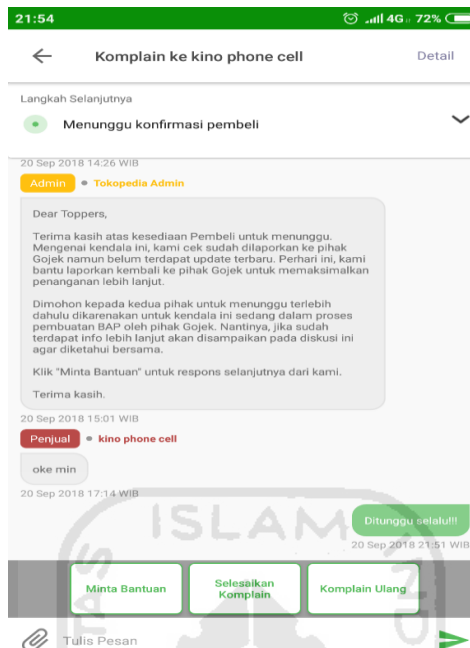 21:54
4G 72%
Komplain ke kino phone cell
Detail
Langkah Selanjutnya
Menunggu konfirmasi pembeli
20 Sep 2018 14:26 WIB
Admin • Tokopedia Admin
Dear Toppers,
Terima kasih atas kesediaan Pembeli untuk menunggu.
Mengenai kendala ini, kami cek sudah dilaporkan ke pihak
Gojek namun belum terdapat update terbaru. Perhari ini, kami
bantu laporkan kembali ke pihak Gojek untuk memaksimalkan
penanganan lebih lanjut.
Dimohon kepada kedua pihak untuk menunggu terlebih
dahulu dikarenakan untuk kendala ini sedang dalam proses
pembuatan BAP oleh pihak Gojek. Nantinya, jika sudah
terdapat info lebih lanjut akan disampaikan pada diskusi ini
agar diketahui bersama.
Klik "Minta Bantuan" untuk respons selanjutnya dari kami.
Terima kasih.
20 Sep 2018 15:01 WIB
Penjual • kino phone cell
oke min
20 Sep 2018 17:14 WIB
ISLAM
Ditunggu selalu!!!
20 Sep 2018 21:51 WIB
Minta Bantuan
Selesaikan
Komplain
Komplain Ulang
Tulis Pesan